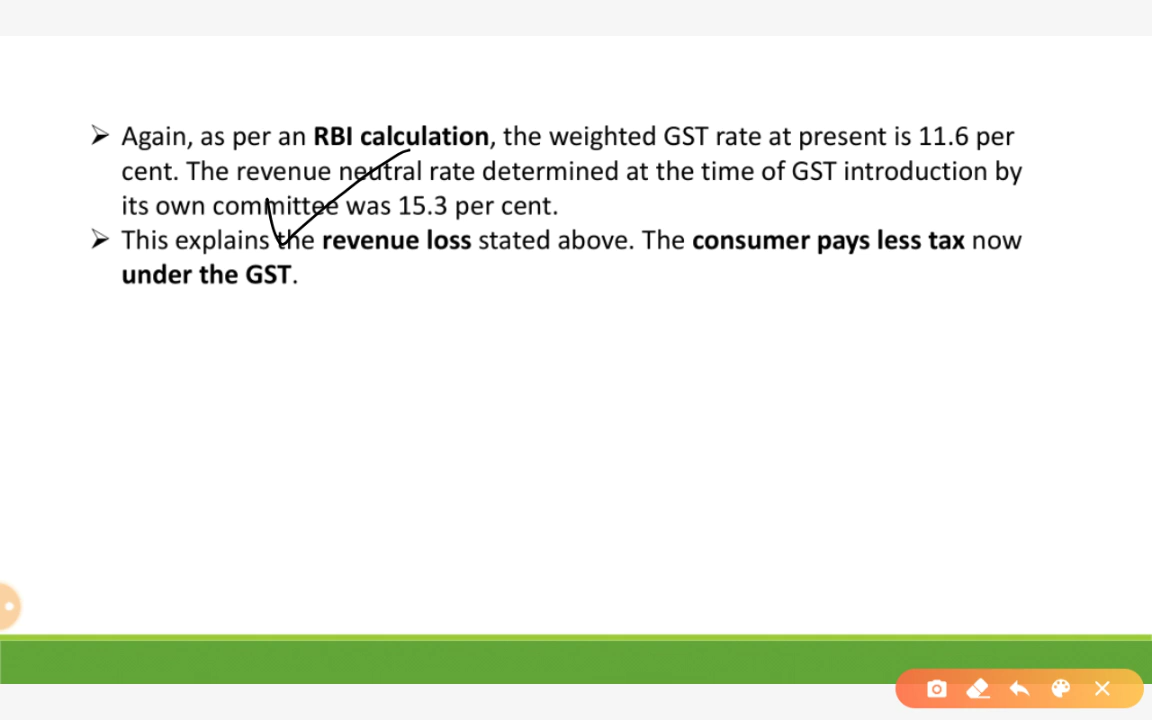 Again, as per an RBI calculation, the weighted GST rate at present is 11.6 per
cent. The revenue neutral rate determined at the time of GST introduction by
its own committee was 15.3 per cent.
This explains the revenue loss stated above. The consumer pays less tax now
under the GST.